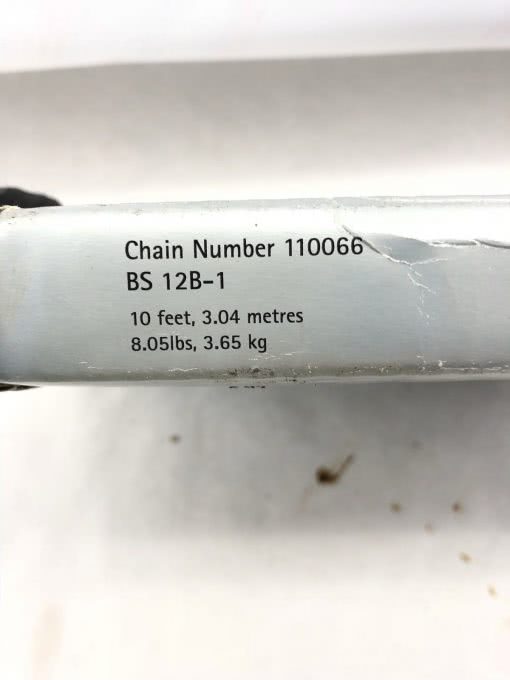 Chain Number 110066
BS 12B-1
10 feet, 3.04 metres
8.05lbs, 3.65 kg